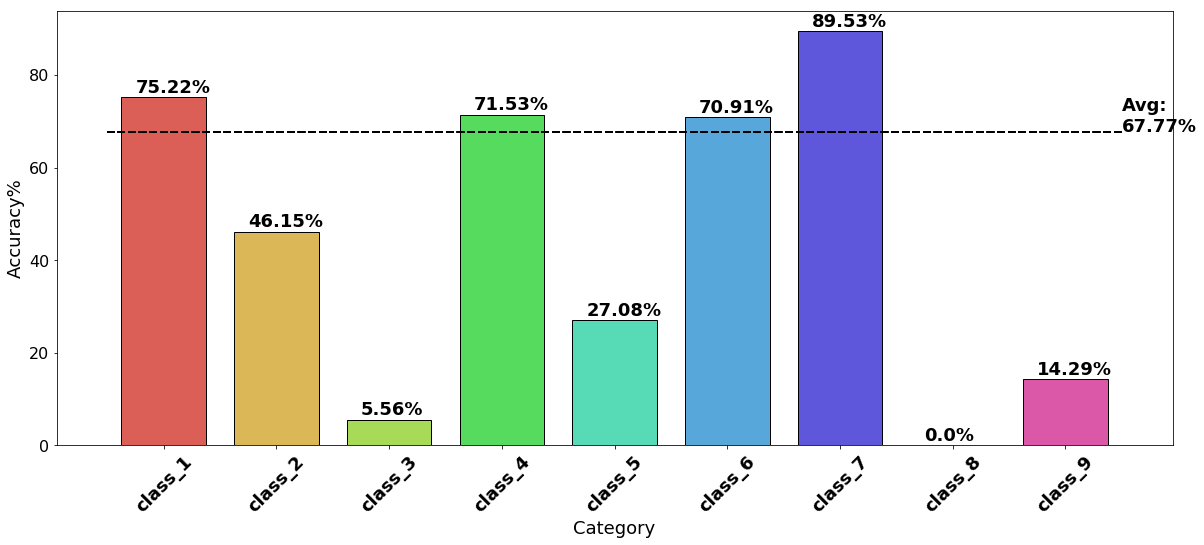 89.53%
75.22%
71.53%
70.91%
Avg:
67.77%
46.15%
27.08%
14.29%
5.56%
0.0%
80
60
40
20
0
Accuracy%
class_1
class_2
class_3
class_4
class_5
class_6
class_7
class_8
class_9
Category